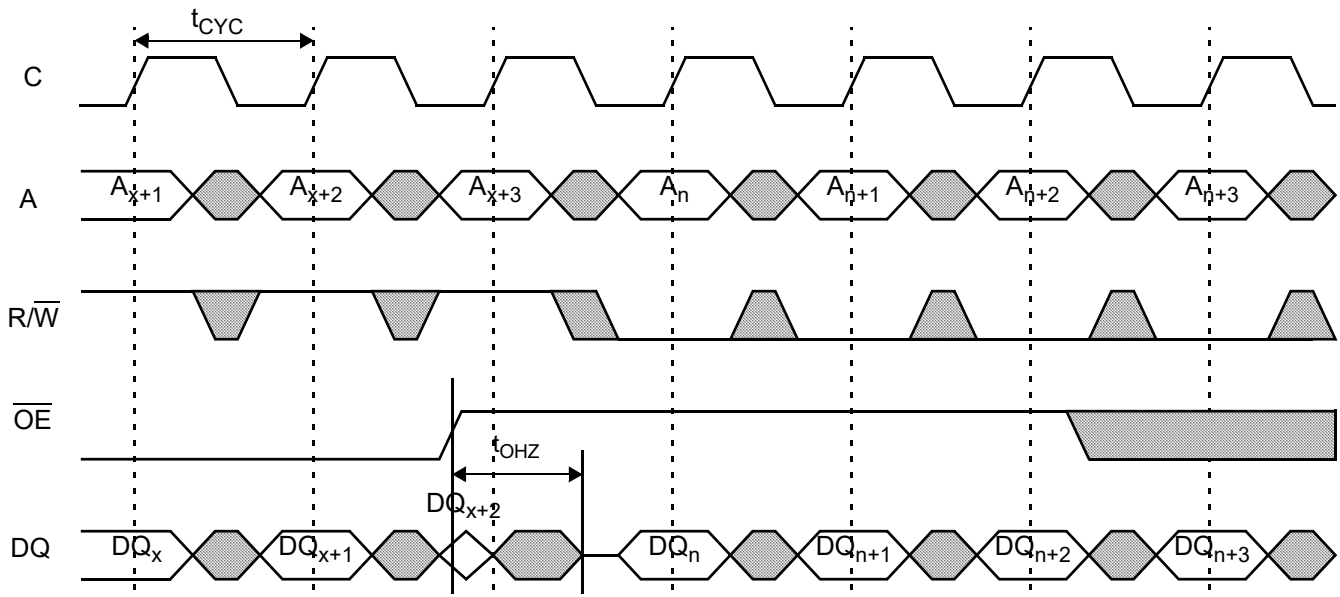 tCYC
C
A
Ax+1 Ax+2 Ax+3 An An+1 An+2 An+3
R/W̅
O̅E̅
tOHZ
DQx+2
DQ
DQx DQx+1 DQn DQn+1 DQn+2 DQn+3